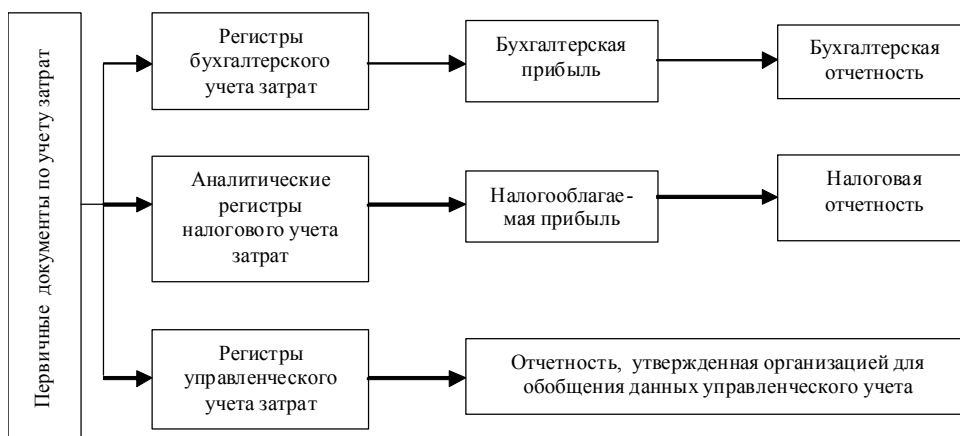 Первичные документы по учету затрат
Регистры
бухгалтерского
учета затрат
Бухгалтерская
прибыль
Бухгалтерская
отчетность
Аналитические
регистры
налогового учета
затрат
Налогооблагае-
мая прибыль
Налоговая
отчетность
Регистры
управленческого
учета затрат
Отчетность, утвержденная организацией для
обобщения данных управленческого учета